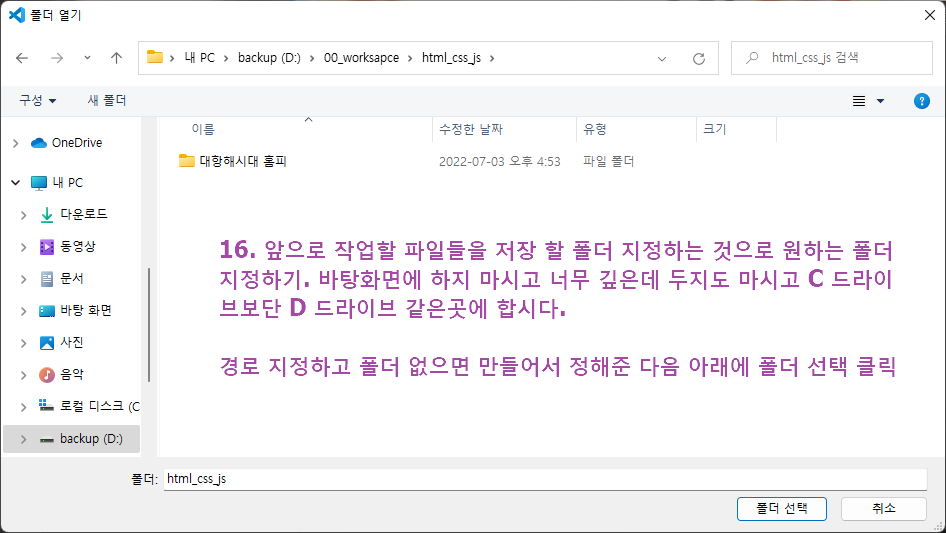 폴더 열기
내 PC > backup (D:) > 00_worksapce > html_css_js >
html_css_js 검색
구성
새 폴더
이름
수정한 날짜
유형
크기
대항해시대 홈피
2022-07-03 오후 4:53
파일 폴더
OneDrive
내 PC
다운로드
동영상
문서
바탕 화면
사진
음악
로컬 디스크 (C
backup (D:)
16. 앞으로 작업할 파일들을 저장 할 폴더 지정하는 것으로 원하는 폴더
지정하기. 바탕화면에 하지 마시고 너무 깊은데 두지도 마시고 C 드라이
브보단 D 드라이브 같은곳에 합시다.
경로 지정하고 폴더 없으면 만들어서 정해준 다음 아래에 폴더 선택 클릭
폴더: html_css_js
폴더 선택
취소